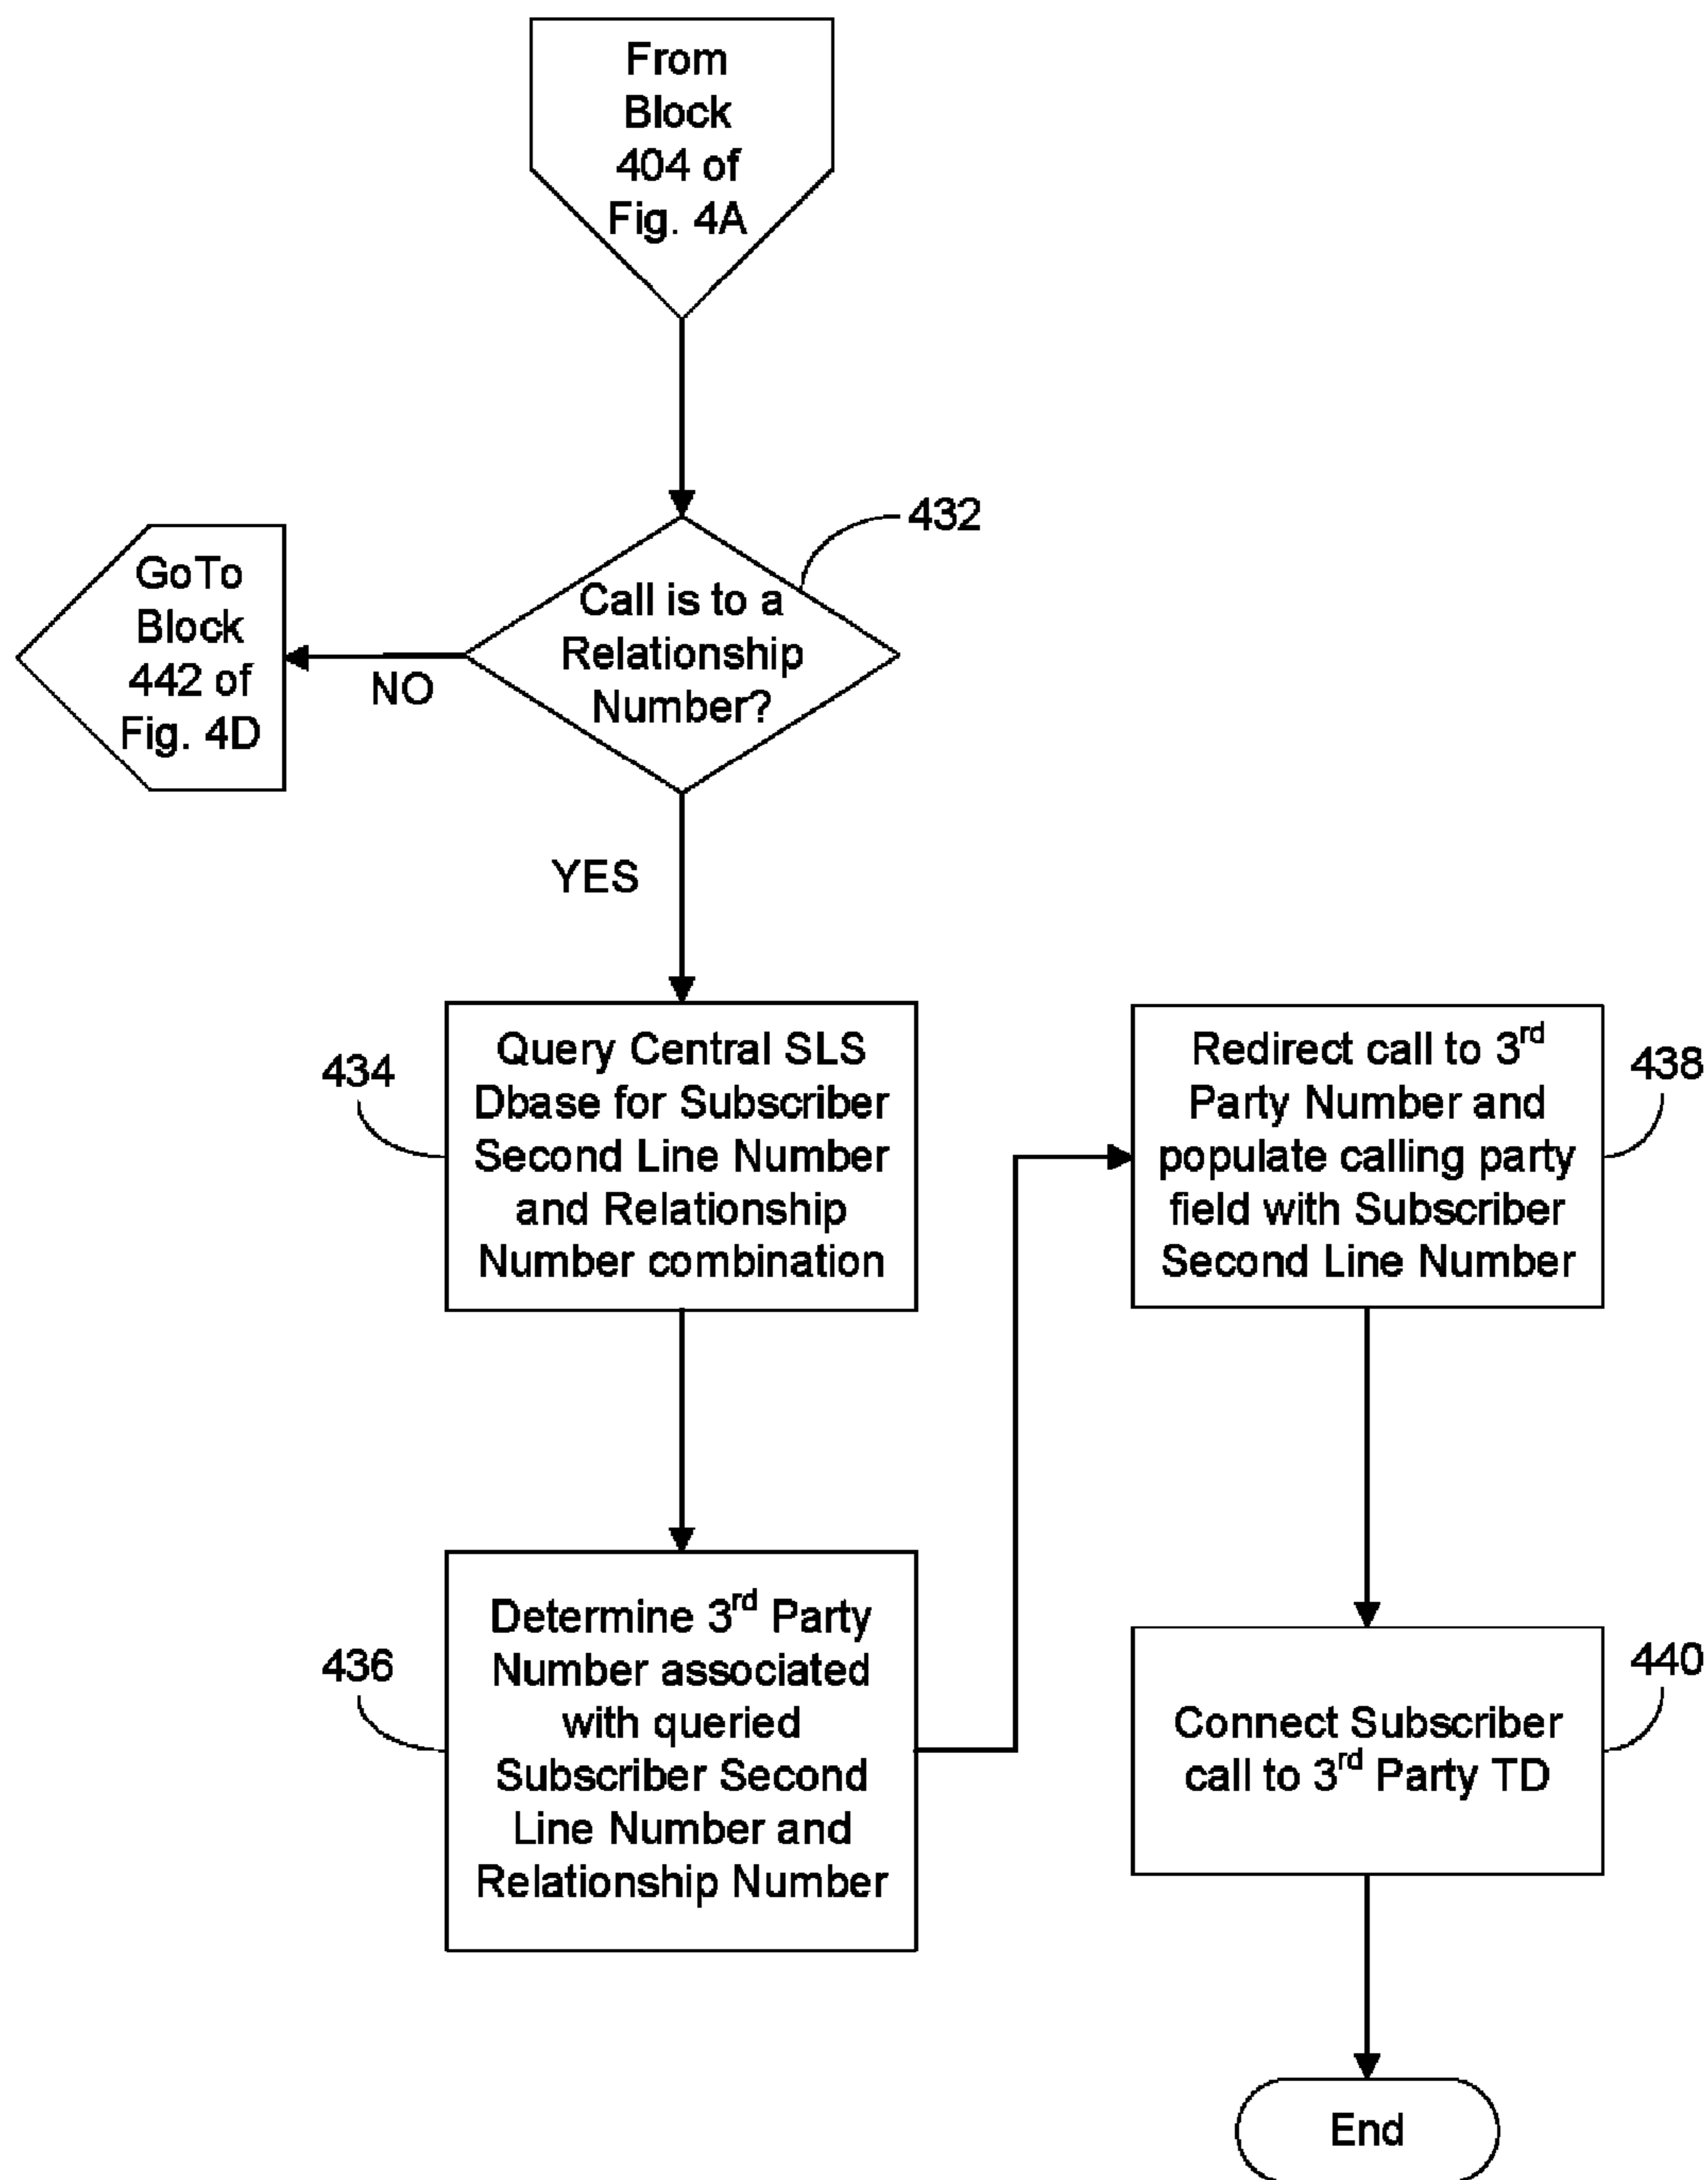 From
Block
404 of
Fig. 4A
432
Call is to a
Relationship
Number?
GoTo
Block
442 of
Fig. 4D
NO
YES
434
Query Central SLS
Dbase for Subscriber
Second Line Number
and Relationship
Number combination
436
Determine 3rd Party
Number associated
with queried
Subscriber Second
Line Number and
Relationship Number
438
Redirect call to 3rd
Party Number and
populate calling party
field with Subscriber
Second Line Number
440
Connect Subscriber
call to 3rd Party TD
End